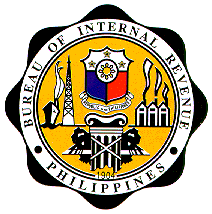 BUREAU OF INTERNAL REVENUE
PHILIPPINES
1904